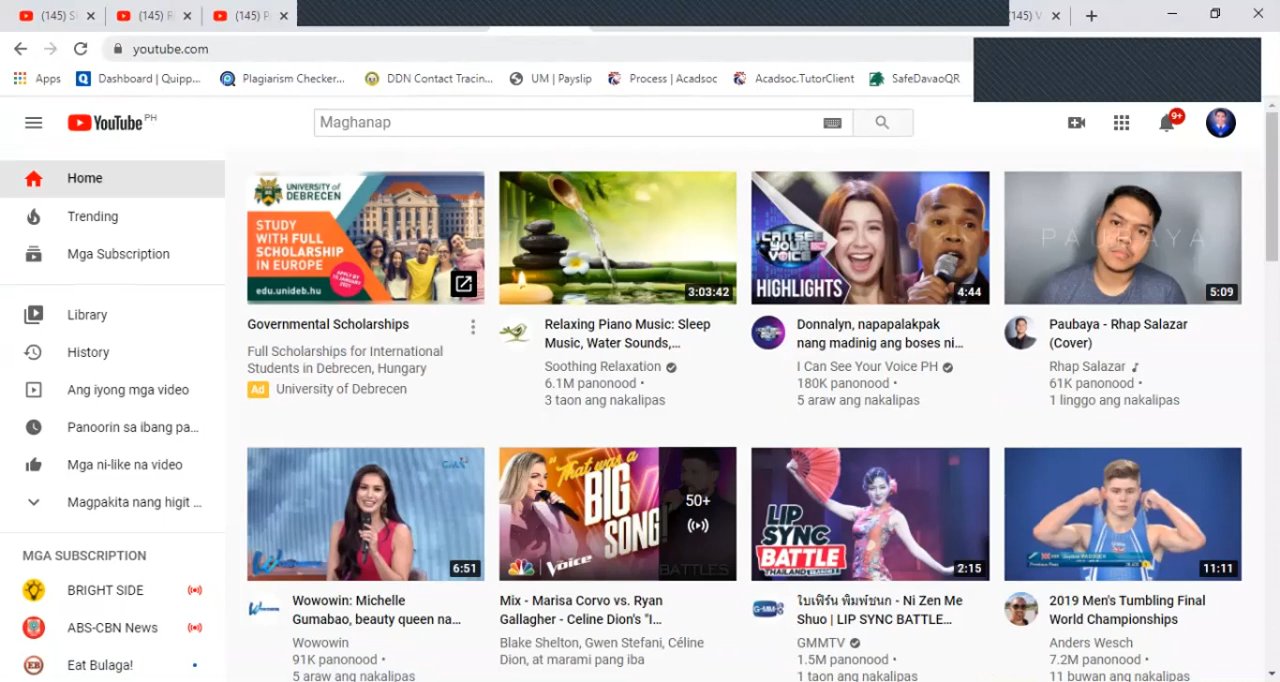 (145) S
(145) R
(145) P
145) V
youtube.com
Apps
Dashboard | Quipp...
Plagiarism Checker...
DDN Contact Tracin...
UM | Payslip
Process | Acadsoc
Acadsoc.TutorClient
SafeDavaoQR
YouTube PH
Maghanap
9+
Home
Trending
Mga Subscription
Library
History
Ang iyong mga video
Panoorin sa ibang pa...
Mga ni-like na video
Magpakita nang higit ...
MGA SUBSCRIPTION
BRIGHT SIDE
ABS-CBN News
Eat Bulaga!
UNIVERSITY of
DEBRECEN
STUDY
WITH FULL
SCHOLARSHIP
IN EUROPE
APPLY BY
15 JANUARY
2021
edu.unideb.hu
Governmental Scholarships
Full Scholarships for International
Students in Debrecen, Hungary
Ad University of Debrecen
3:03:42
Relaxing Piano Music: Sleep
Music, Water Sounds,...
Soothing Relaxation
6.1M panonood •
3 taon ang nakalipas
I CAN SEE
YOUR
VOICE
HIGHLIGHTS
4:44
Donnalyn, napapalakpak
nang madinig ang boses ni...
I Can See Your Voice PH
180K panonood •
5 araw ang nakalipas
PAUBAYA
5:09
Paubaya - Rhap Salazar
(Cover)
Rhap Salazar
61K panonood •
1 linggo ang nakalipas
6:51
Wowowin: Michelle
Gumabao, beauty queen na...
Wowowin
91K panonood •
5 araw ang nakalipas
"That was a
BIG
SONG
Voice
BATTLES
50+
Mix - Marisa Corvo vs. Ryan
Gallagher - Celine Dion's "I...
Blake Shelton, Gwen Stefani, Céline
Dion, at marami pang iba
LIP
SYNC
BATTLE
THAILAND
2:15
ใบเฟิร์น พิมพ์ชนก - Ni Zen Me
Shuo | LIP SYNC BATTLE...
GMMTV
1.5M panonood •
1 taon ang nakalipas
11:11
2019 Men's Tumbling Final
World Championships
Anders Wesch
7.2M panonood •
11 buwan ang nakalipas